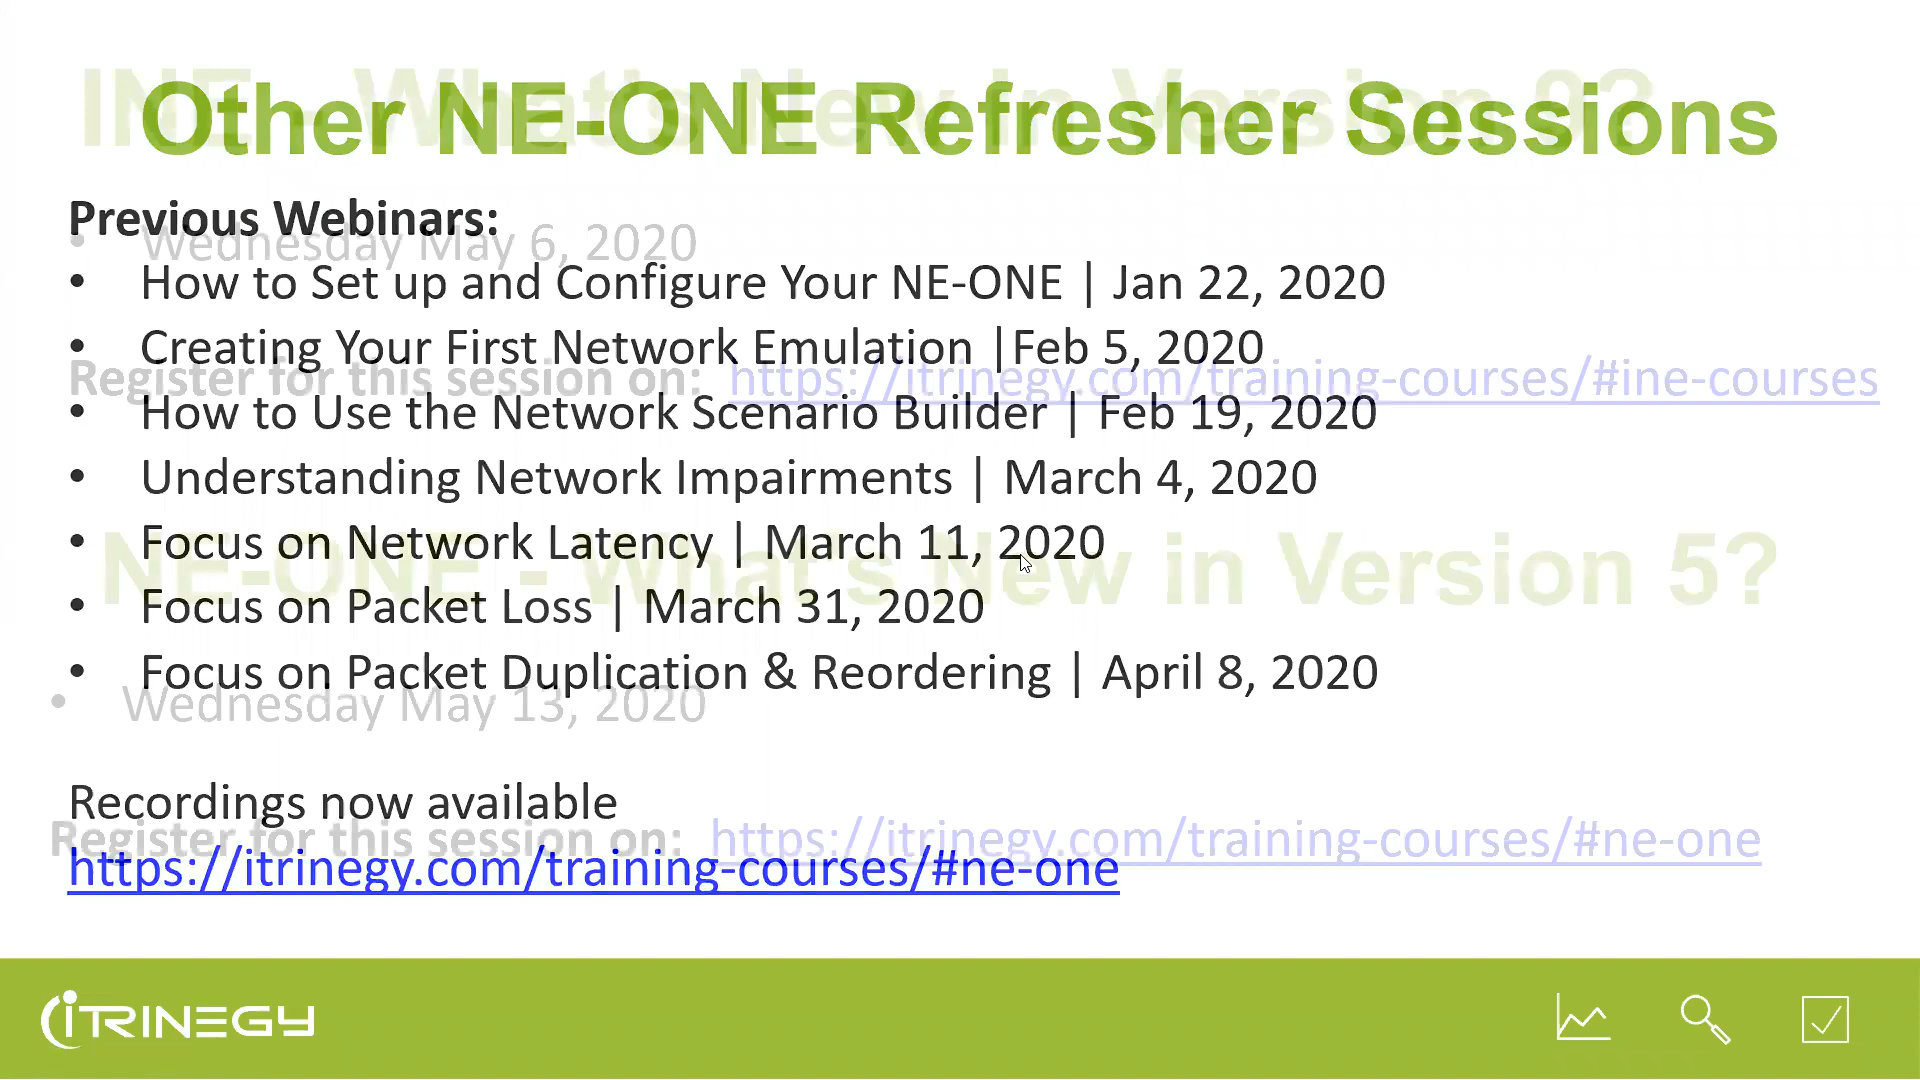 Other NE-ONE Refresher Sessions
INE - What's New in Version 9?
Previous Webinars:
• Wednesday May 6, 2020
• How to Set up and Configure Your NE-ONE | Jan 22, 2020
• Creating Your First Network Emulation |Feb 5, 2020
Register for this session on: https://itrinegy.com/training-courses/#ine-courses
• How to Use the Network Scenario Builder | Feb 19, 2020
• Understanding Network Impairments | March 4, 2020
• Focus on Network Latency | March 11, 2020
NE-ONE - What's New in Version 5?
• Focus on Packet Loss | March 31, 2020
• Focus on Packet Duplication & Reordering | April 8, 2020
• Wednesday May 13, 2020
Recordings now available
Register for this session on: https://itrinegy.com/training-courses/#ne-one
https://itrinegy.com/training-courses/#ne-one
iTRINEGY